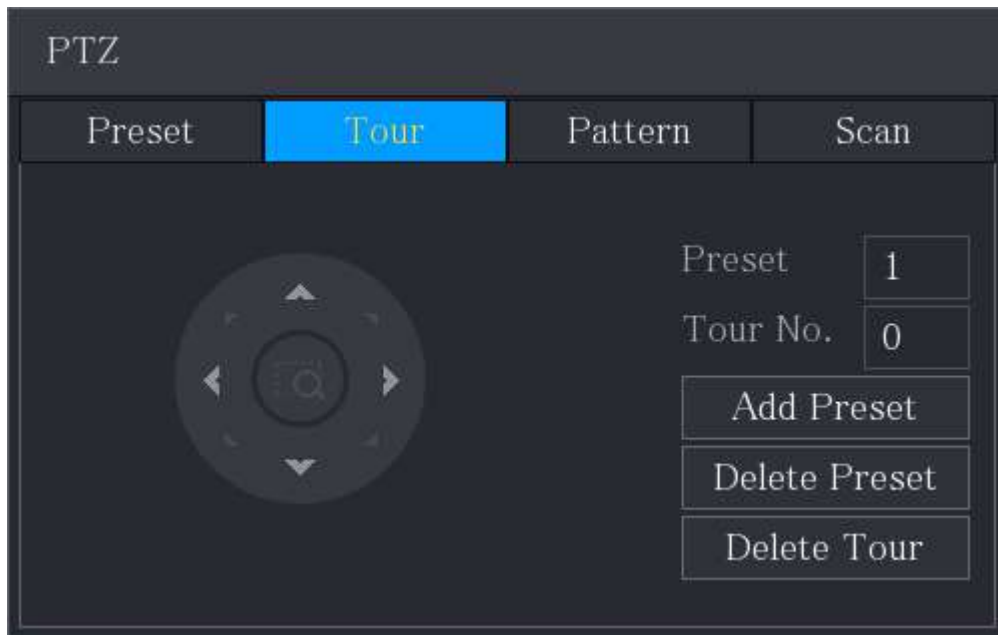 PTZ
Preset Tour Pattern Scan
Preset 1
Tour No. 0
Add Preset
Delete Preset
Delete Tour